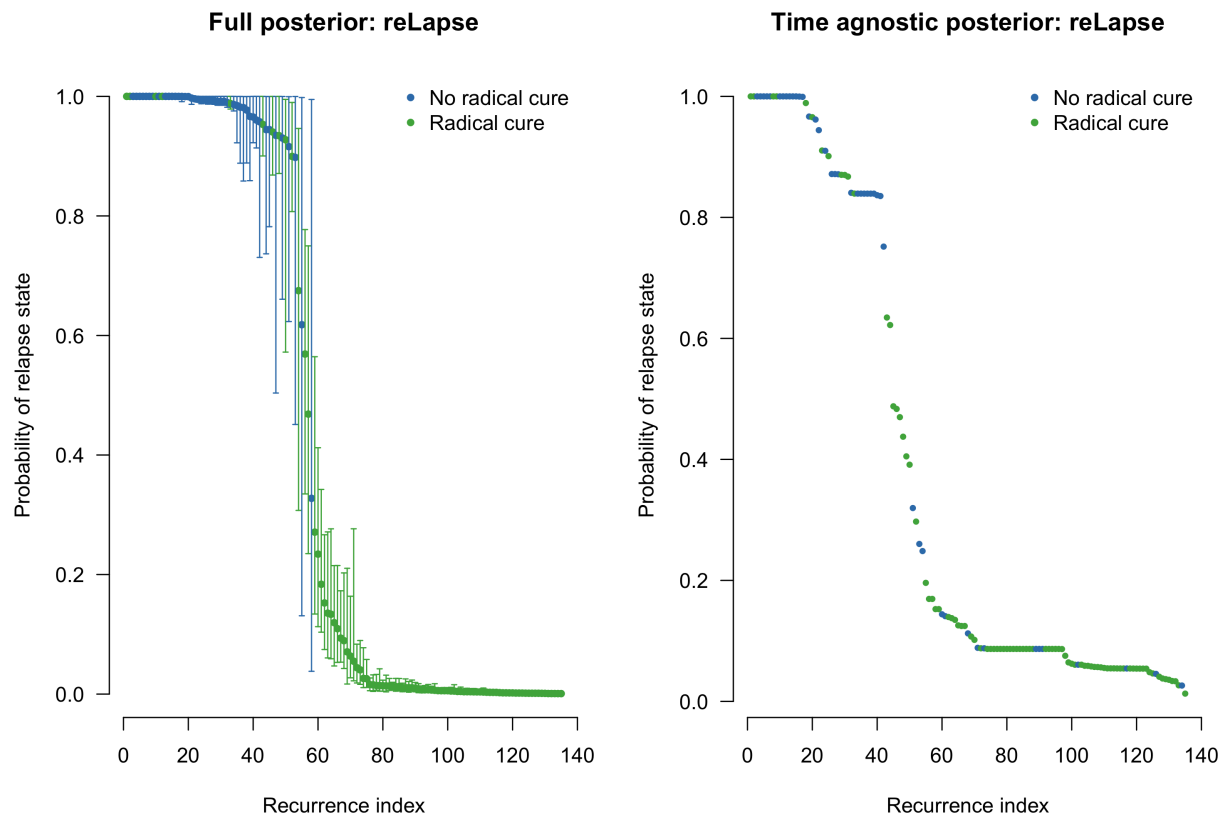 Full posterior: reLapse
No radical cure
Radical cure
1.0
0.8
0.6
0.4
0.2
0.0
Probability of relapse state
0 20 40 60 80 100 120 140
Recurrence index
Time agnostic posterior: reLapse
No radical cure
Radical cure
1.0
0.8
0.6
0.4
0.2
0.0
Probability of relapse state
0 20 40 60 80 100 120 140
Recurrence index